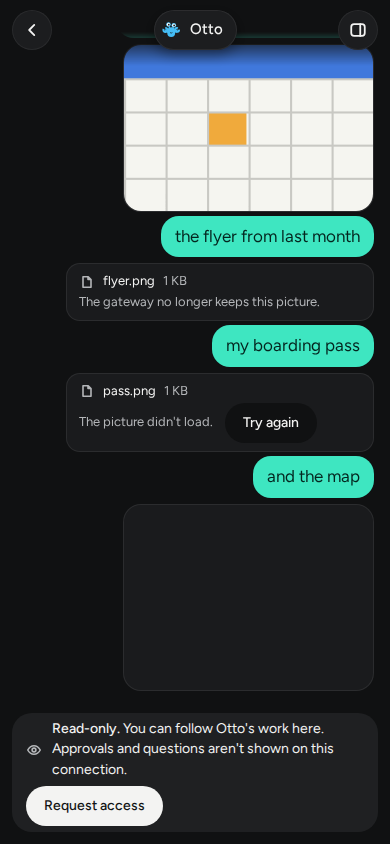 Otto
the flyer from last month
flyer.png 1 KB
The gateway no longer keeps this picture.
my boarding pass
pass.png 1 KB
The picture didn't load. Try again
and the map
Read-only. You can follow Otto's work here.
Approvals and questions aren't shown on this
connection.
Request access